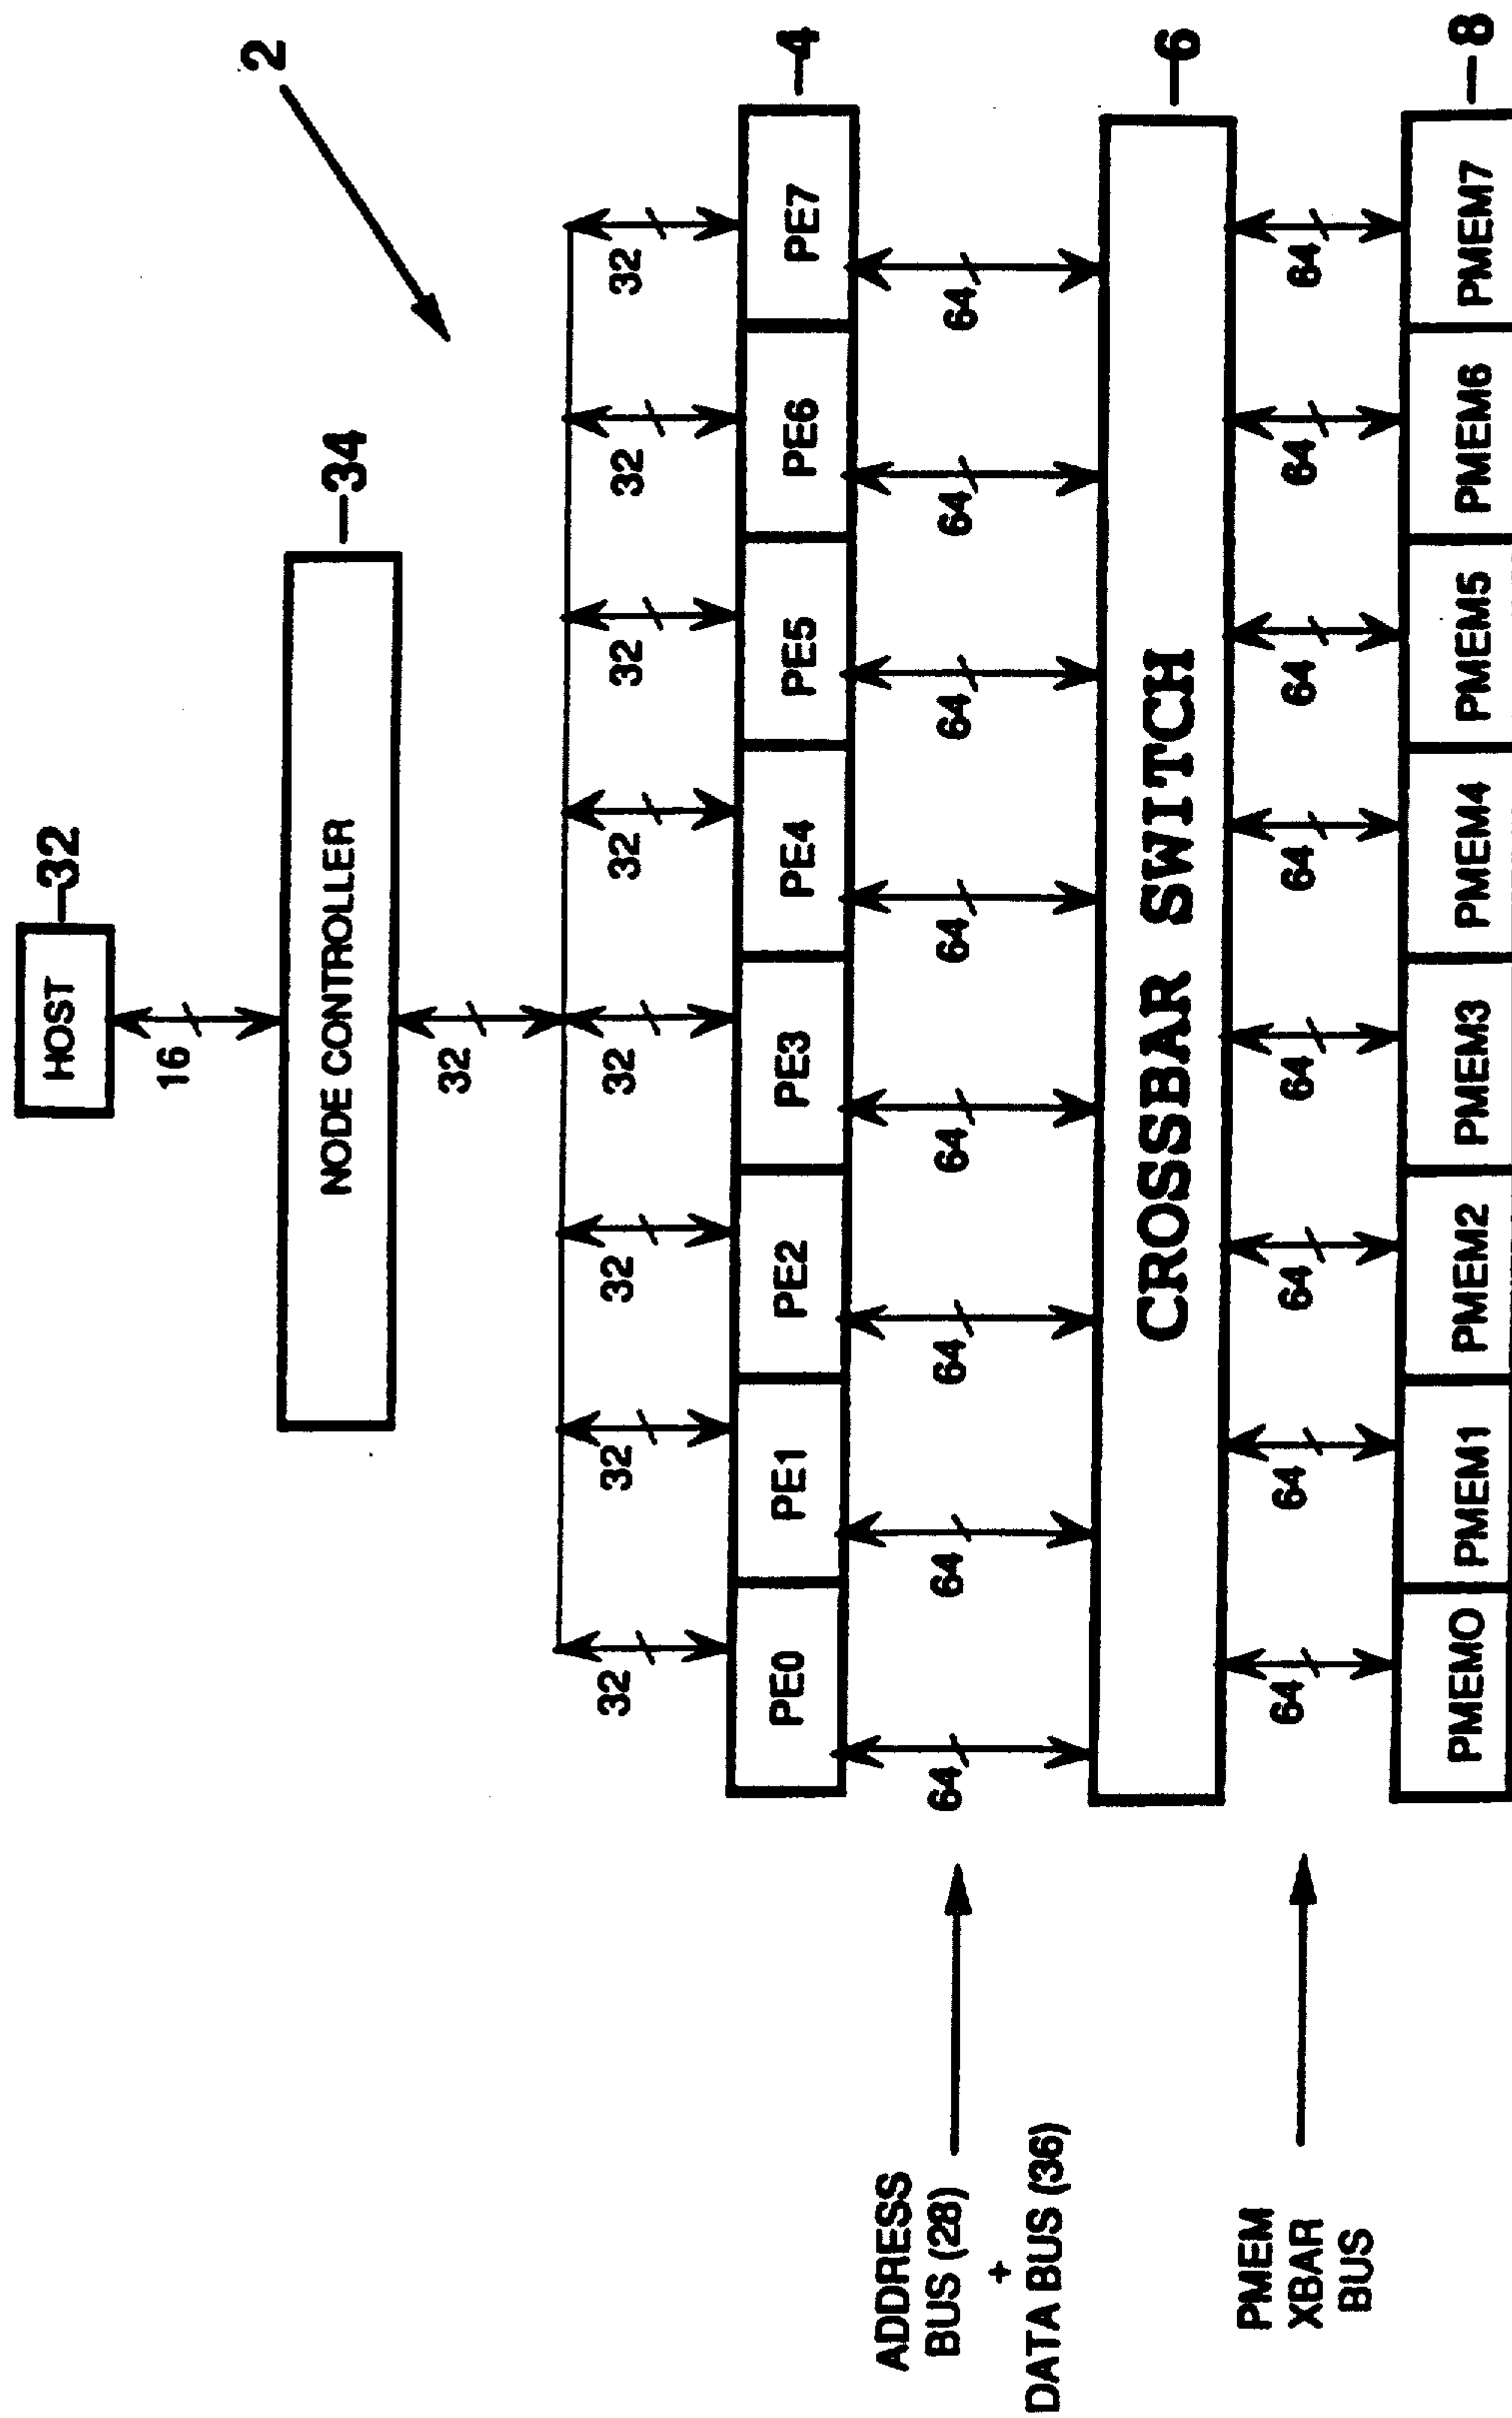 2
HOST
32
16
NODE CONTROLLER
34
32
32 32 32 32 32 32 32 32
PE0 PE1 PE2 PE3 PE4 PE5 PE6 PE7
4
ADDRESS
BUS (28)
+
DATA BUS (36)
64 64 64 64 64 64 64 64
CROSSBAR SWITCH
6
PMEM
XBAR
BUS
64 64 64 64 64 64 64 64
PMEM0 PMEM1 PMEM2 PMEM3 PMEM4 PMEM5 PMEM6 PMEM7
8